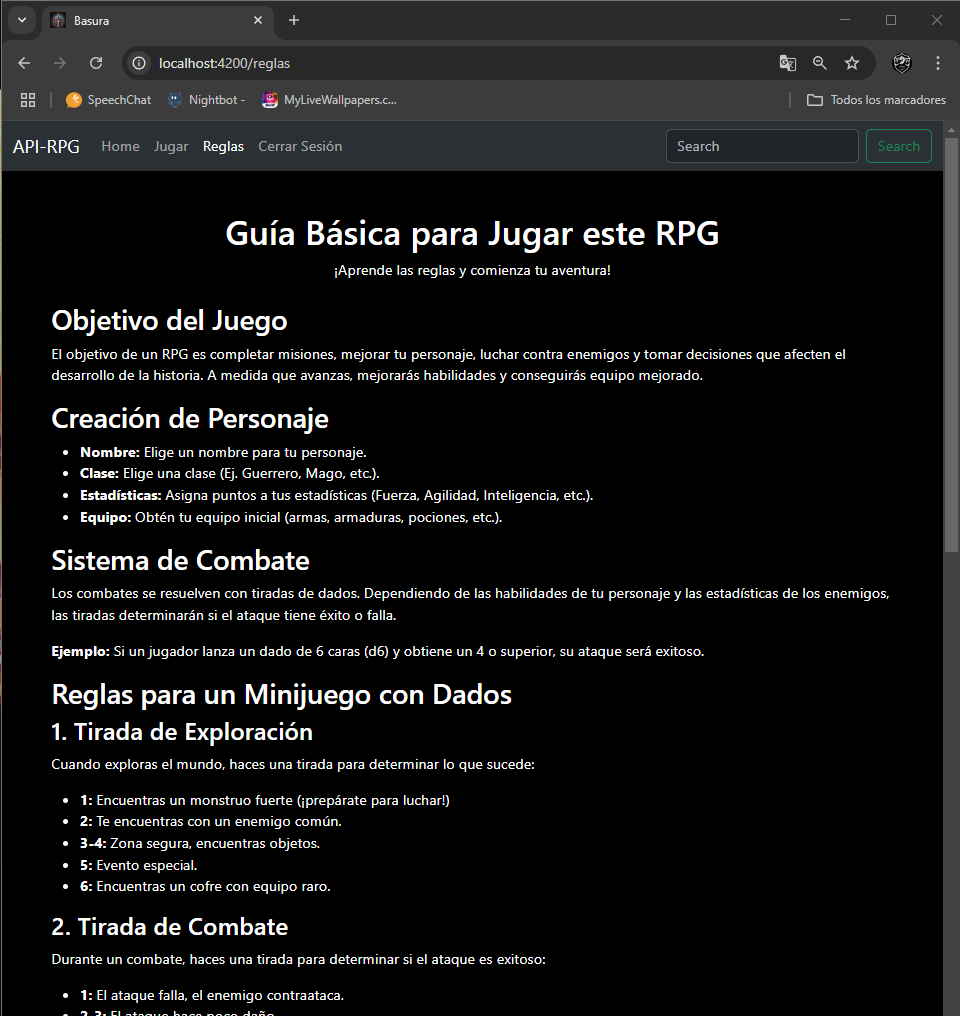 Basura
localhost:4200/reglas
SpeechChat
Nightbot -
MyLiveWallpapers.c...
Todos los marcadores
API-RPG
Home
Jugar
Reglas
Cerrar Sesión
Search
Search
Guía Básica para Jugar este RPG
¡Aprende las reglas y comienza tu aventura!
Objetivo del Juego
El objetivo de un RPG es completar misiones, mejorar tu personaje, luchar contra enemigos y tomar decisiones que afecten el
desarrollo de la historia. A medida que avanzas, mejorarás habilidades y conseguirás equipo mejorado.
Creación de Personaje
• Nombre: Elige un nombre para tu personaje.
• Clase: Elige una clase (Ej. Guerrero, Mago, etc.).
• Estadísticas: Asigna puntos a tus estadísticas (Fuerza, Agilidad, Inteligencia, etc.).
• Equipo: Obtén tu equipo inicial (armas, armaduras, pociones, etc.).
Sistema de Combate
Los combates se resuelven con tiradas de dados. Dependiendo de las habilidades de tu personaje y las estadísticas de los enemigos,
las tiradas determinarán si el ataque tiene éxito o falla.
Ejemplo: Si un jugador lanza un dado de 6 caras (d6) y obtiene un 4 o superior, su ataque será exitoso.
Reglas para un Minijuego con Dados
1. Tirada de Exploración
Cuando exploras el mundo, haces una tirada para determinar lo que sucede:
• 1: Encuentras un monstruo fuerte (¡prepárate para luchar!)
• 2: Te encuentras con un enemigo común.
• 3-4: Zona segura, encuentras objetos.
• 5: Evento especial.
• 6: Encuentras un cofre con equipo raro.
2. Tirada de Combate
Durante un combate, haces una tirada para determinar si el ataque es exitoso:
• 1: El ataque falla, el enemigo contraataca.
• 2-3: El ataque hace poco daño.